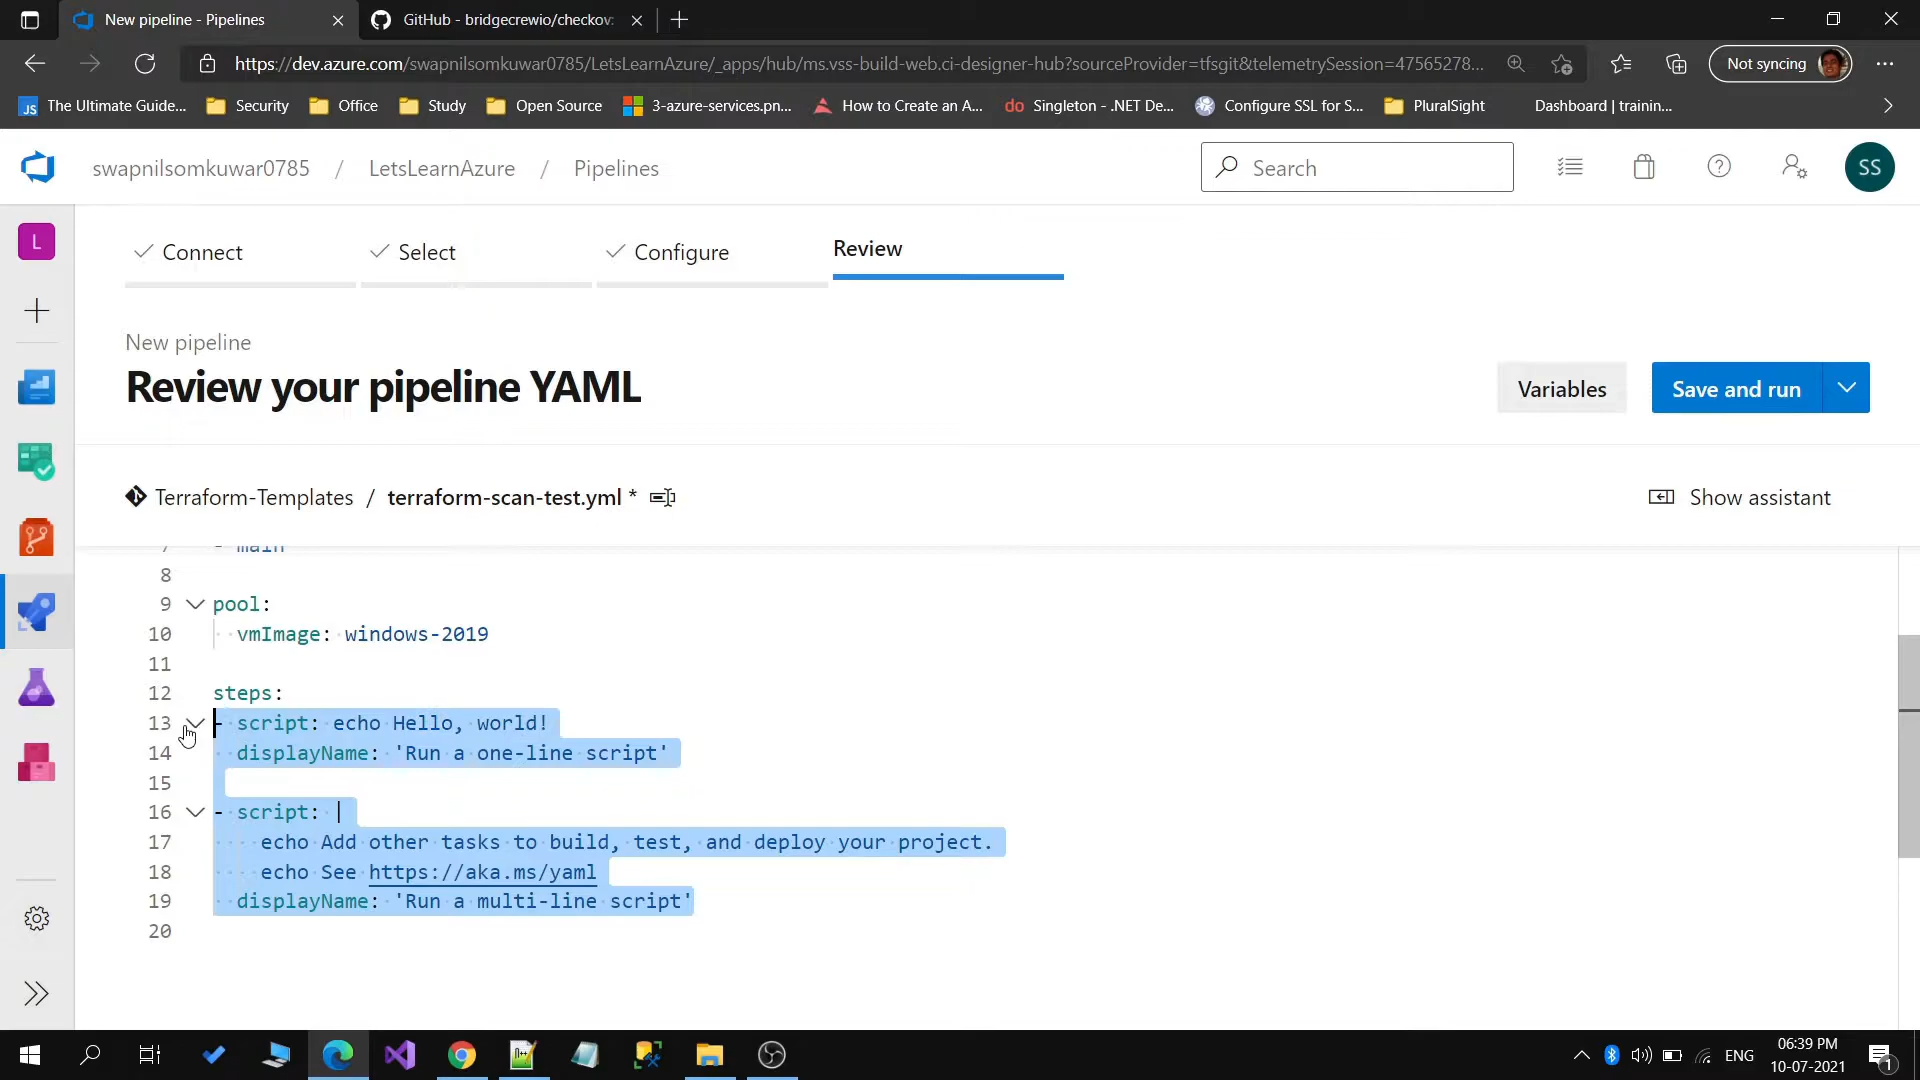 New pipeline - Pipelines
GitHub - bridgecrewio/checkov:
https://dev.azure.com/swapnilsomkuwar0785/LetsLearnAzure/_apps/hub/ms.vss-build-web.ci-designer-hub?sourceProvider=tfsgit&telemetrySession=47565278...
Not syncing
JS The Ultimate Guide...
Security
Office
Study
Open Source
3-azure-services.pn...
How to Create an A...
do Singleton - .NET De...
Configure SSL for S...
PluralSight
Dashboard | trainin...
swapnilsomkuwar0785 / LetsLearnAzure / Pipelines
Search
SS
L
Connect
Select
Configure
Review
New pipeline
Review your pipeline YAML
Variables
Save and run
Terraform-Templates / terraform-scan-test.yml *
Show assistant
7 - main
8
9 pool:
10 vmImage: windows-2019
11
12 steps:
13 - script: echo Hello, world!
14 displayName: 'Run a one-line script'
15
16 - script: |
17 echo Add other tasks to build, test, and deploy your project.
18 echo See https://aka.ms/yaml
19 displayName: 'Run a multi-line script'
20
ENG
06:39 PM
10-07-2021
1